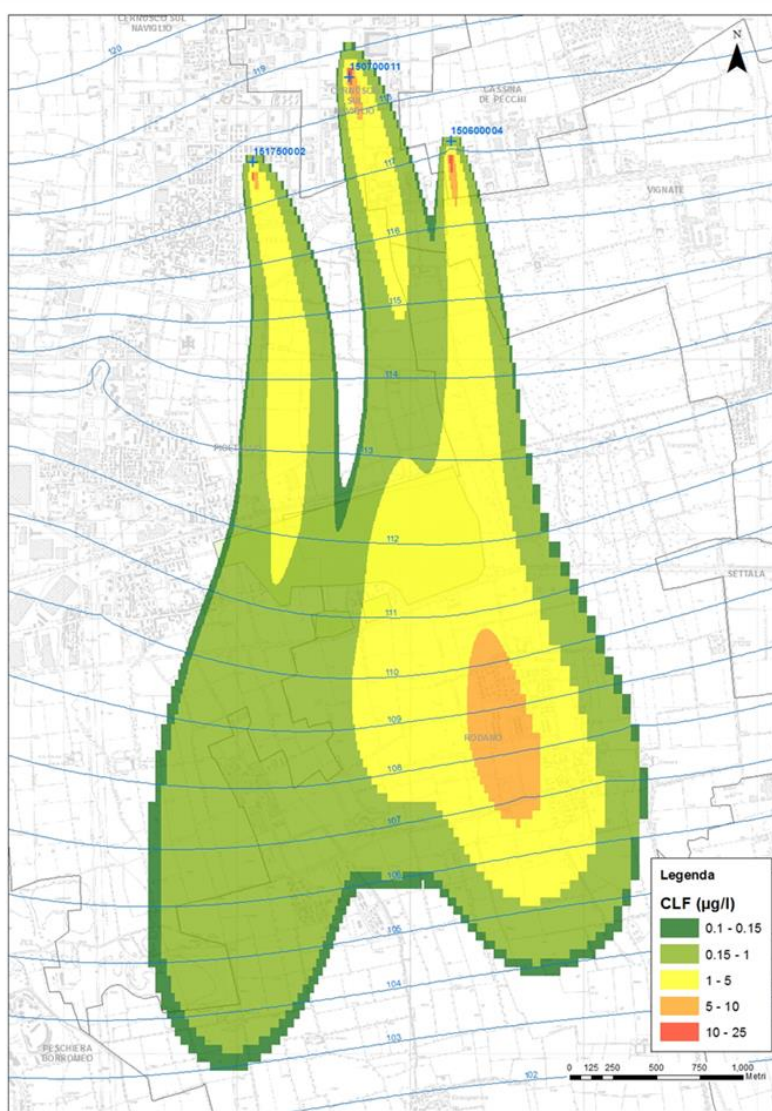 CERNUSCO SUL
NAVIGLIO
120
N
119
150700011
118
CERNUSCO
SUL
NAVIGLIO
CASSINA
DE PECCHI
150600004
151750002
117
VIGNATE
116
115
114
113
112
SETTALA
111
110
109
RODANO
108
107
106
105
104
103
102
PESCHIERA
BORROMEO
Legenda
CLF (µg/l)
0.1 - 0.15
0.15 - 1
1 - 5
5 - 10
10 - 25
0 125 250 500 750 1,000
Metri